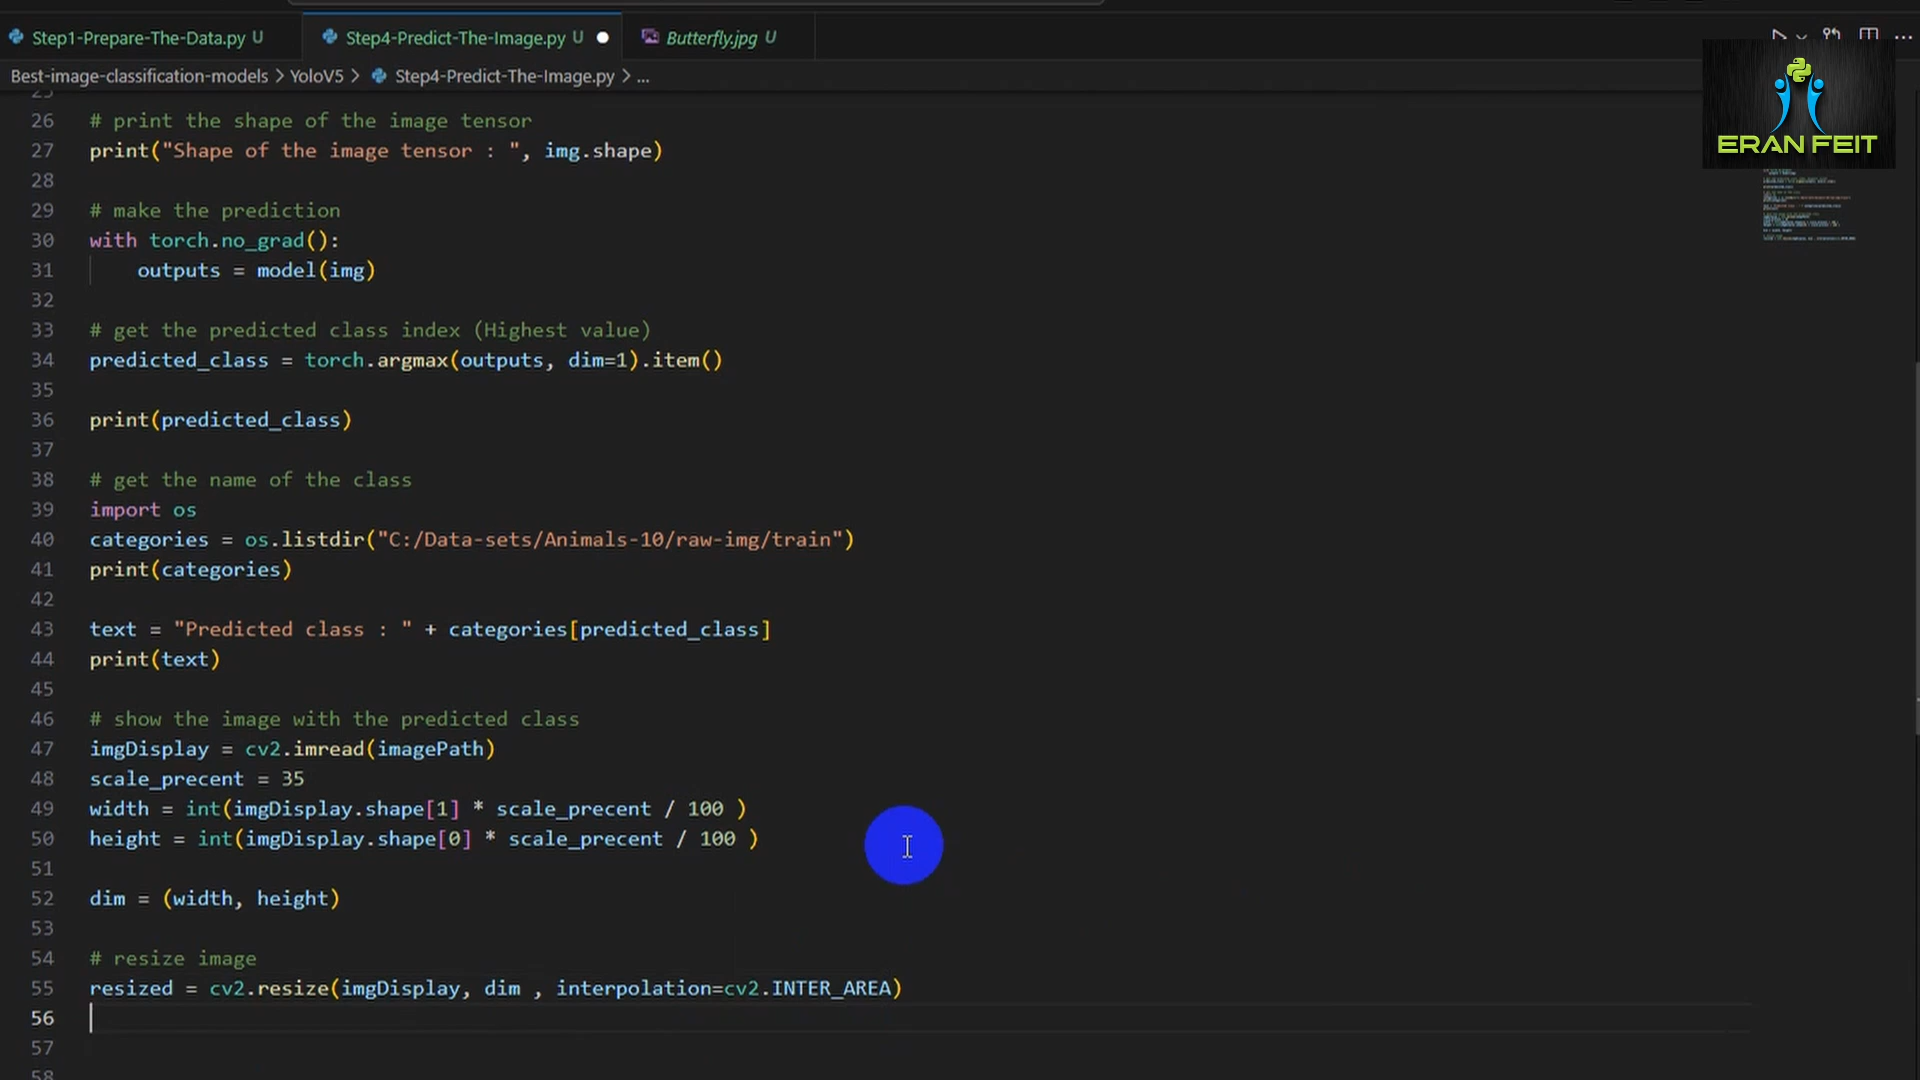 Step1-Prepare-The-Data.py U
Step4-Predict-The-Image.py U
Butterfly.jpg U
Best-image-classification-models > YoloV5 > Step4-Predict-The-Image.py > ...
ERAN FEIT
25
26 # print the shape of the image tensor
27 print("Shape of the image tensor : ", img.shape)
28
29 # make the prediction
30 with torch.no_grad():
31 outputs = model(img)
32
33 # get the predicted class index (Highest value)
34 predicted_class = torch.argmax(outputs, dim=1).item()
35
36 print(predicted_class)
37
38 # get the name of the class
39 import os
40 categories = os.listdir("C:/Data-sets/Animals-10/raw-img/train")
41 print(categories)
42
43 text = "Predicted class : " + categories[predicted_class]
44 print(text)
45
46 # show the image with the predicted class
47 imgDisplay = cv2.imread(imagePath)
48 scale_precent = 35
49 width = int(imgDisplay.shape[1] * scale_precent / 100 )
50 height = int(imgDisplay.shape[0] * scale_precent / 100 )
51
52 dim = (width, height)
53
54 # resize image
55 resized = cv2.resize(imgDisplay, dim , interpolation=cv2.INTER_AREA)
56
57
58